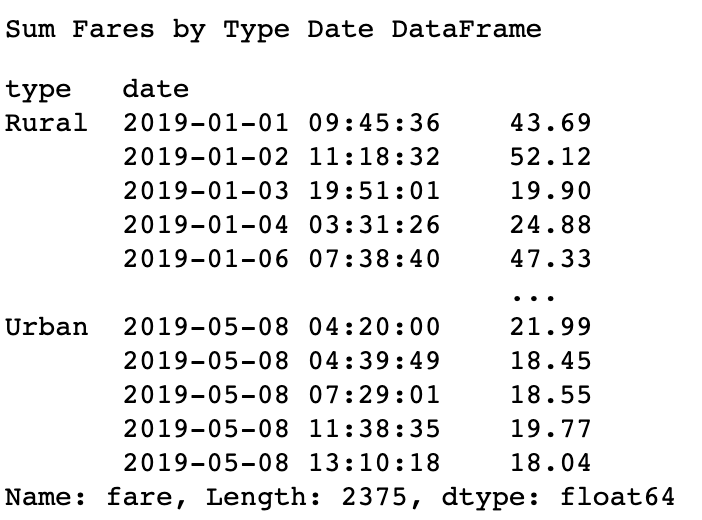 Sum Fares by Type Date DataFrame
type   date
Rural  2019-01-01 09:45:36    43.69
       2019-01-02 11:18:32    52.12
       2019-01-03 19:51:01    19.90
       2019-01-04 03:31:26    24.88
       2019-01-06 07:38:40    47.33
                              ...
Urban  2019-05-08 04:20:00    21.99
       2019-05-08 04:39:49    18.45
       2019-05-08 07:29:01    18.55
       2019-05-08 11:38:35    19.77
       2019-05-08 13:10:18    18.04
Name: fare, Length: 2375, dtype: float64